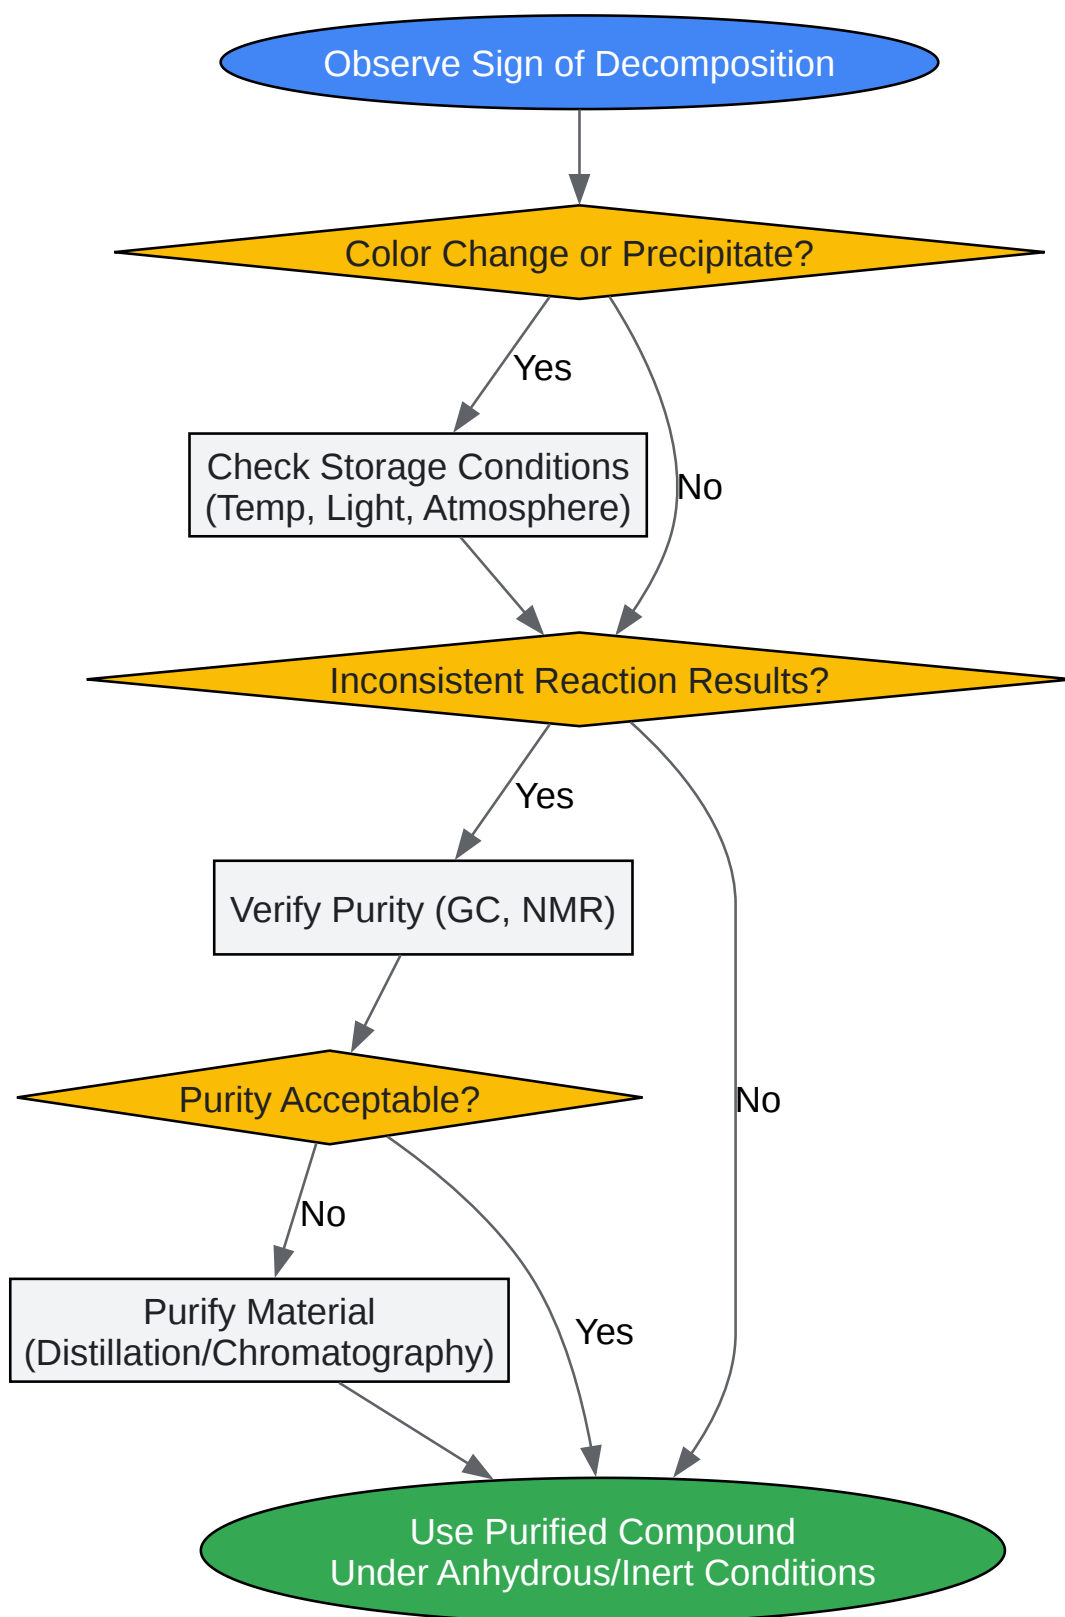 Observe Sign of Decomposition
Color Change or Precipitate?
Yes
Check Storage Conditions
(Temp, Light, Atmosphere)
No
Inconsistent Reaction Results?
Yes
Verify Purity (GC, NMR)
Purity Acceptable?
No
No
Purify Material
(Distillation/Chromatography)
Yes
Use Purified Compound
Under Anhydrous/Inert Conditions